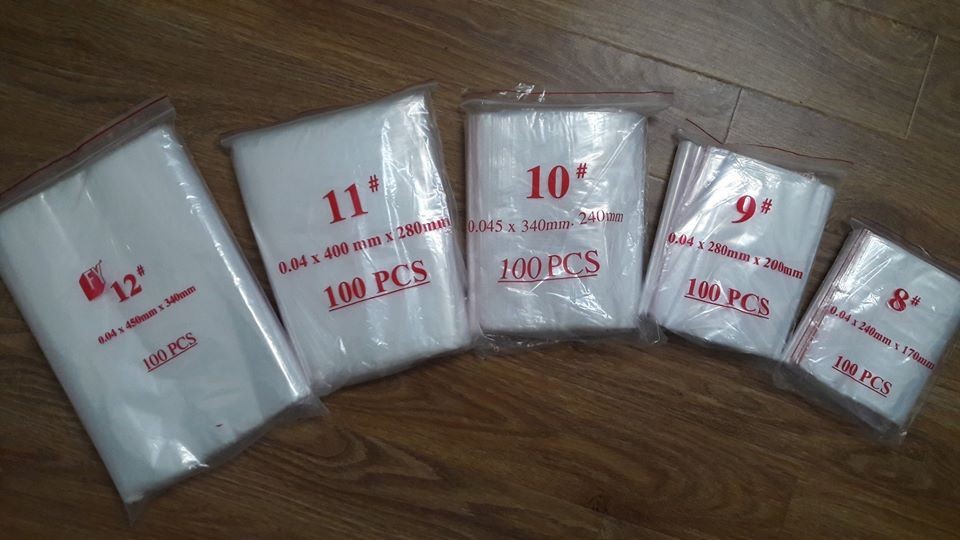 12#
0.04 x 450mm x 340mm
100 PCS
11#
0.04 x 400 mm x 280mm
100 PCS
10#
0.045 x 340mm. 240mm
100 PCS
9#
0.04 x 280mm x 200mm
100 PCS
8#
0.04 x 240mm x 170mm
100 PCS